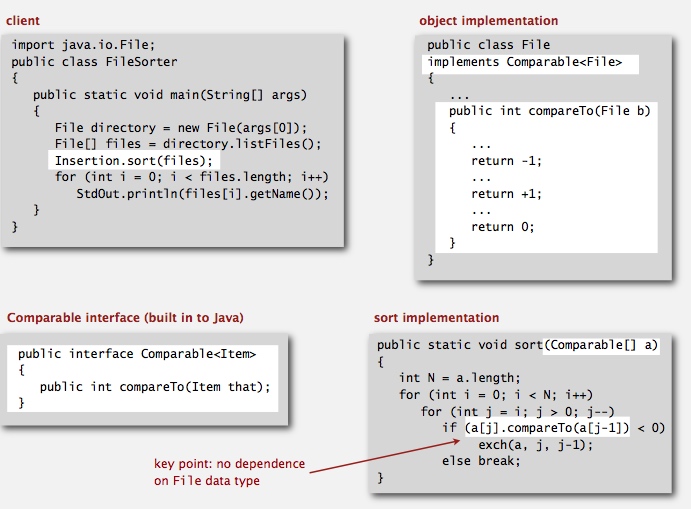 client
import java.io.File;
public class FileSorter
{
   public static void main(String[] args)
   {
      File directory = new File(args[0]);
      File[] files = directory.listFiles();
      Insertion.sort(files);
      for (int i = 0; i < files.length; i++)
         StdOut.println(files[i].getName());
   }
}
object implementation
public class File
implements Comparable<File>
{
   ...
   public int compareTo(File b)
   {
      ...
      return -1;
      ...
      return +1;
      ...
      return 0;
   }
}
Comparable interface (built in to Java)
public interface Comparable<Item>
{
   public int compareTo(Item that);
}
sort implementation
public static void sort(Comparable[] a)
{
   int N = a.length;
   for (int i = 0; i < N; i++)
      for (int j = i; j > 0; j--)
         if (a[j].compareTo(a[j-1]) < 0)
              exch(a, j, j-1);
         else break;
}
key point: no dependence
on File data type